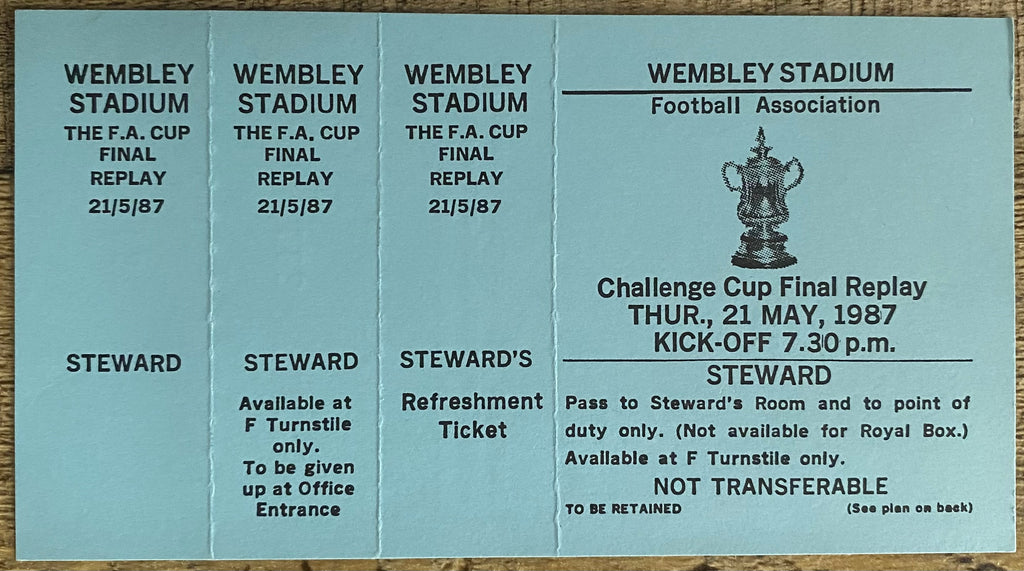 WEMBLEY
STADIUM
THE F.A. CUP
FINAL
REPLAY
21/5/87
STEWARD
WEMBLEY
STADIUM
THE F.A. CUP
FINAL
REPLAY
21/5/87
STEWARD
Available at
F Turnstile
only.
To be given
up at Office
Entrance
WEMBLEY
STADIUM
THE F.A. CUP
FINAL
REPLAY
21/5/87
STEWARD'S
Refreshment
Ticket
WEMBLEY STADIUM
Football Association
Challenge Cup Final Replay
THUR., 21 MAY, 1987
KICK-OFF 7.30 p.m.
STEWARD
Pass to Steward's Room and to point of
duty only. (Not available for Royal Box.)
Available at F Turnstile only.
NOT TRANSFERABLE
TO BE RETAINED (See plan on back)